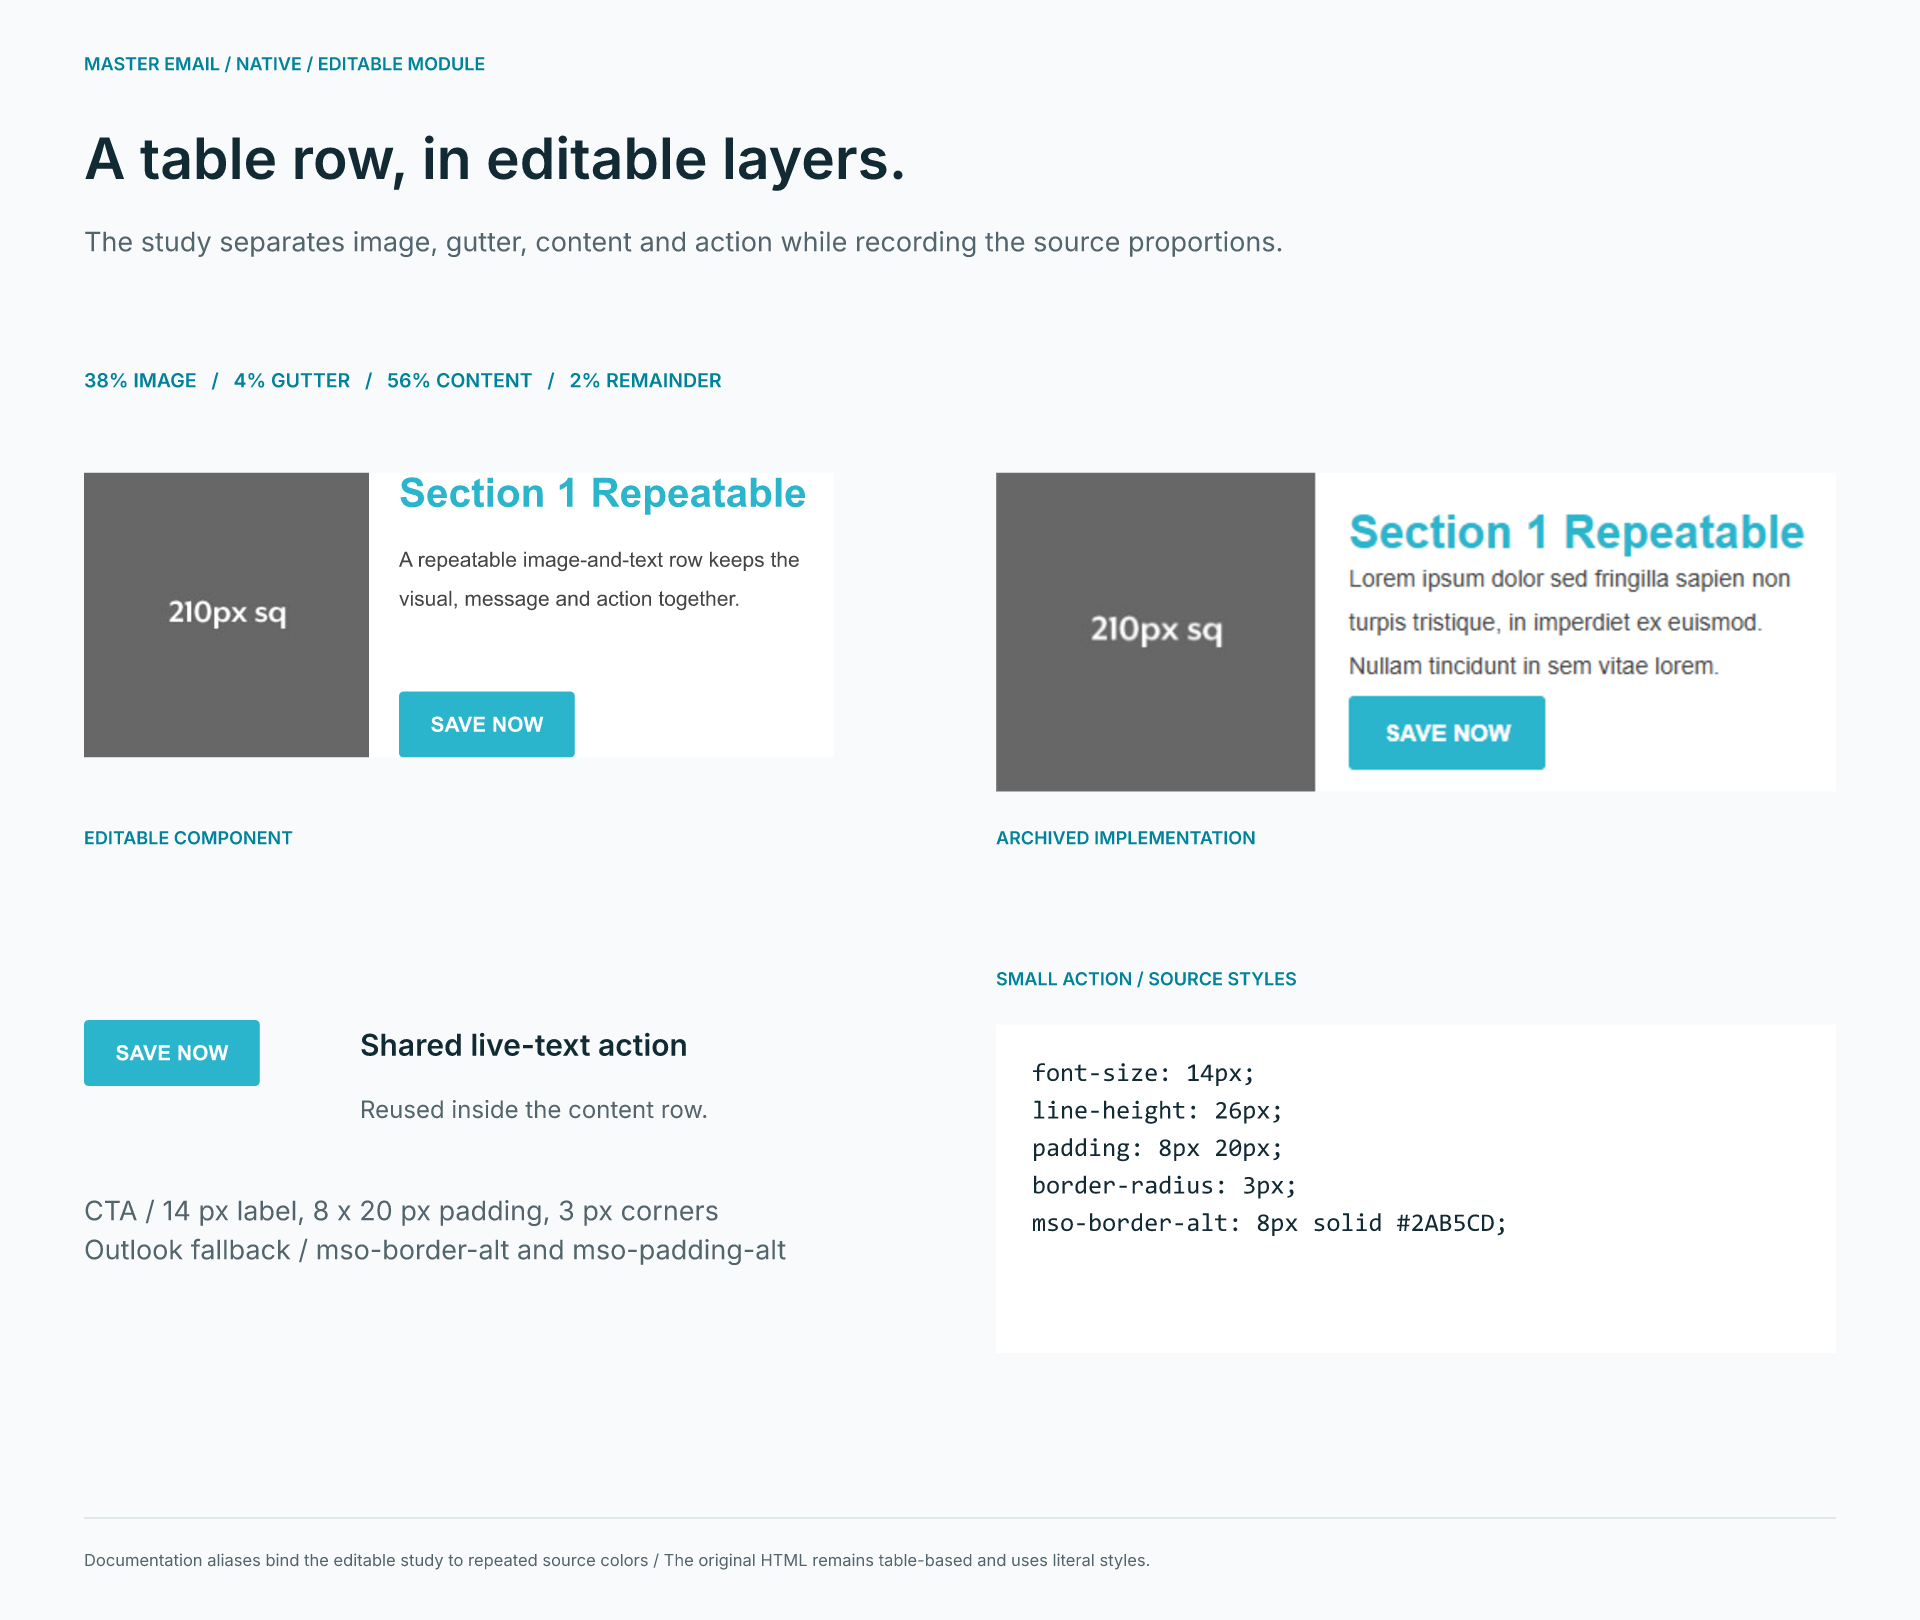 MASTER EMAIL / NATIVE / EDITABLE MODULE
A table row, in editable layers.
The study separates image, gutter, content and action while recording the source proportions.
38% IMAGE / 4% GUTTER / 56% CONTENT / 2% REMAINDER
210px sq
Section 1 Repeatable
A repeatable image-and-text row keeps the
visual, message and action together.
SAVE NOW
EDITABLE COMPONENT
210px sq
Section 1 Repeatable
Lorem ipsum dolor sed fringilla sapien non
turpis tristique, in imperdiet ex euismod.
Nullam tincidunt in sem vitae lorem.
SAVE NOW
ARCHIVED IMPLEMENTATION
SAVE NOW
Shared live-text action
Reused inside the content row.
CTA / 14 px label, 8 x 20 px padding, 3 px corners
Outlook fallback / mso-border-alt and mso-padding-alt
SMALL ACTION / SOURCE STYLES
font-size: 14px;
line-height: 26px;
padding: 8px 20px;
border-radius: 3px;
mso-border-alt: 8px solid #2AB5CD;
Documentation aliases bind the editable study to repeated source colors / The original HTML remains table-based and uses literal styles.